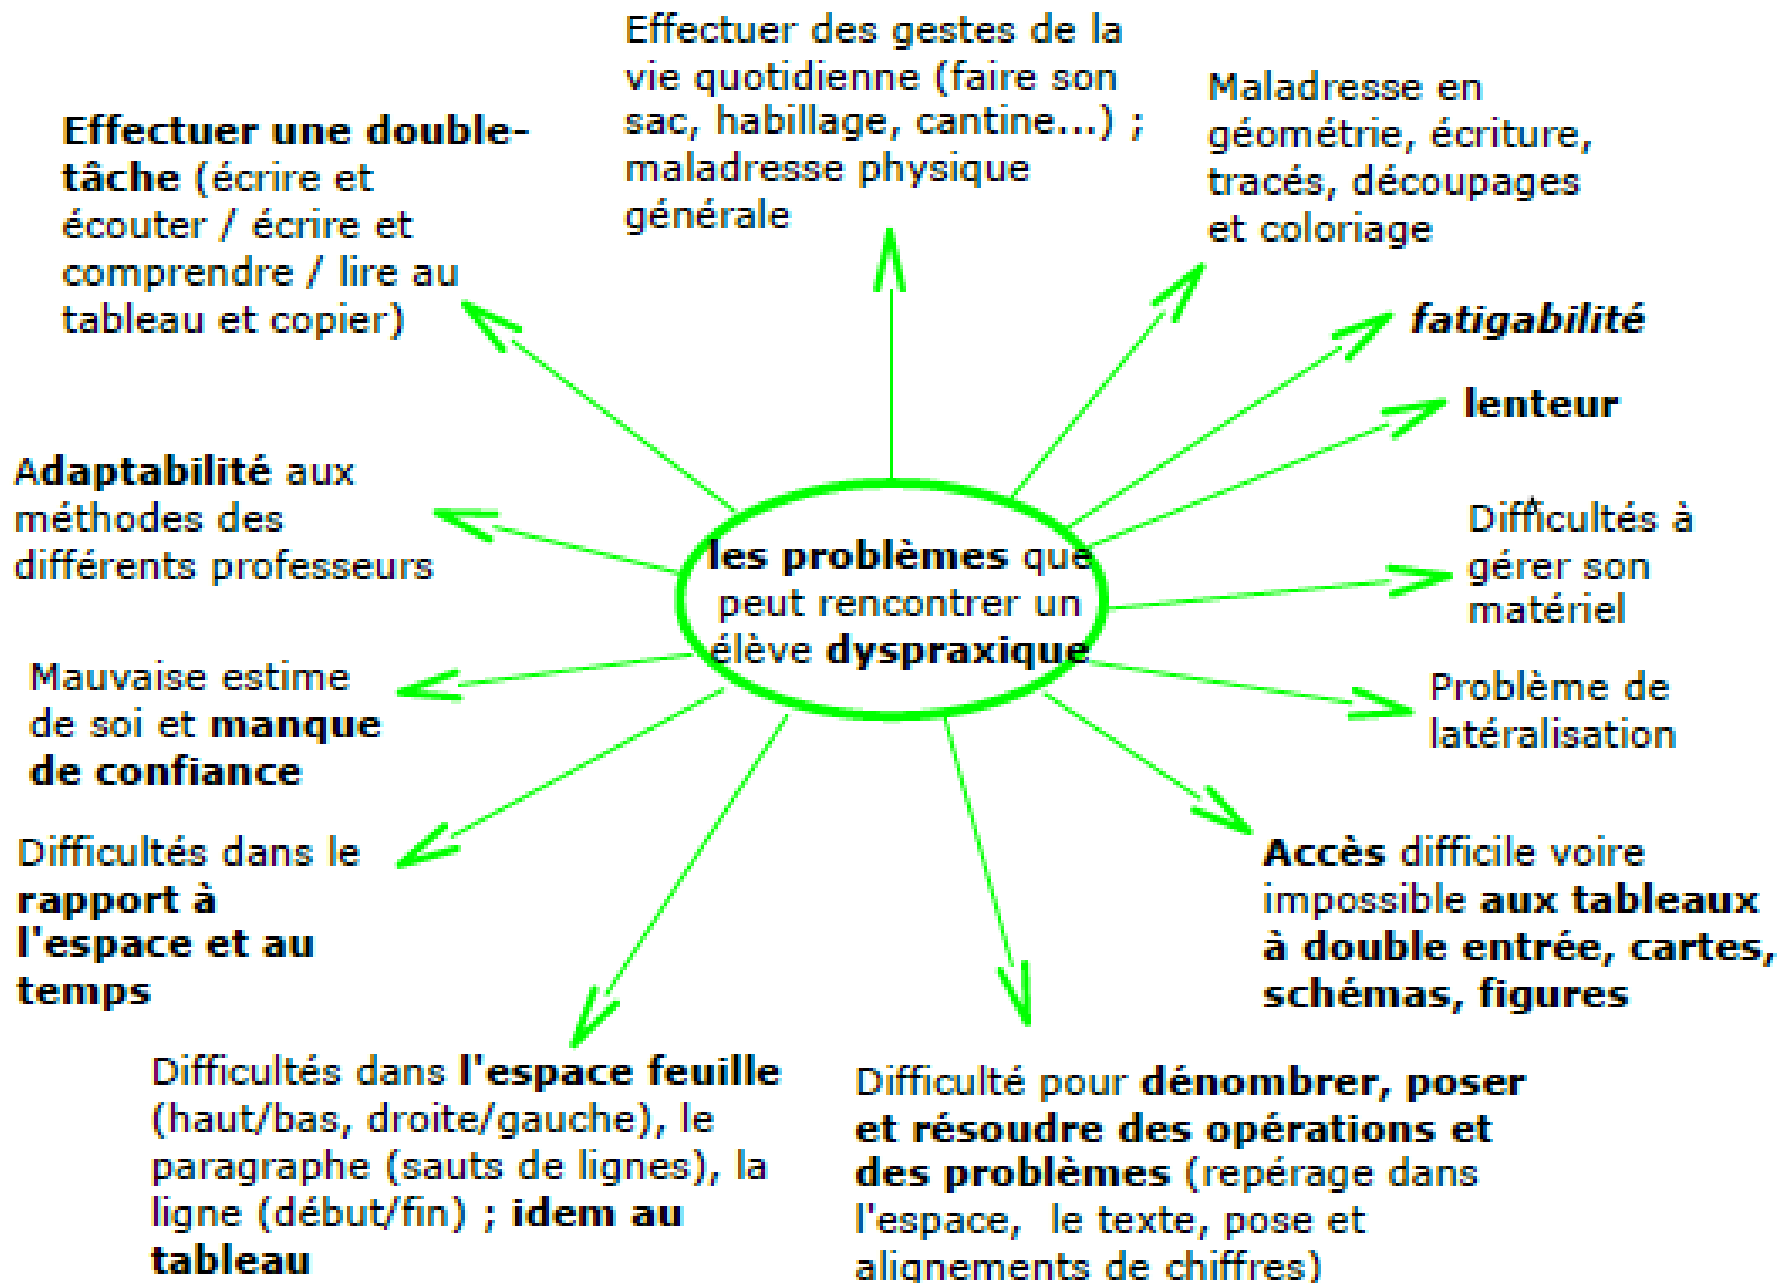 Effectuer des gestes de la
vie quotidienne (faire son
sac, habillage, cantine...) ;
maladresse physique
générale
Maladresse en
géométrie, écriture,
tracés, découpages
et coloriage
Effectuer une double-
tâche (écrire et
écouter / écrire et
comprendre / lire au
tableau et copier)
fatigabilité
lenteur
Adaptabilité aux
méthodes des
différents professeurs
Difficultés à
gérer son
matériel
les problèmes que
peut rencontrer un
élève dyspraxique
Mauvaise estime
de soi et manque
de confiance
Problème de
latéralisation
Difficultés dans le
rapport à
l'espace et au
temps
Accès difficile voire
impossible aux tableaux
à double entrée, cartes,
schémas, figures
Difficultés dans l'espace feuille
(haut/bas, droite/gauche), le
paragraphe (sauts de lignes), la
ligne (début/fin) ; idem au
tableau
Difficulté pour dénombrer, poser
et résoudre des opérations et
des problèmes (repérage dans
l'espace,  le texte, pose et
alignements de chiffres)